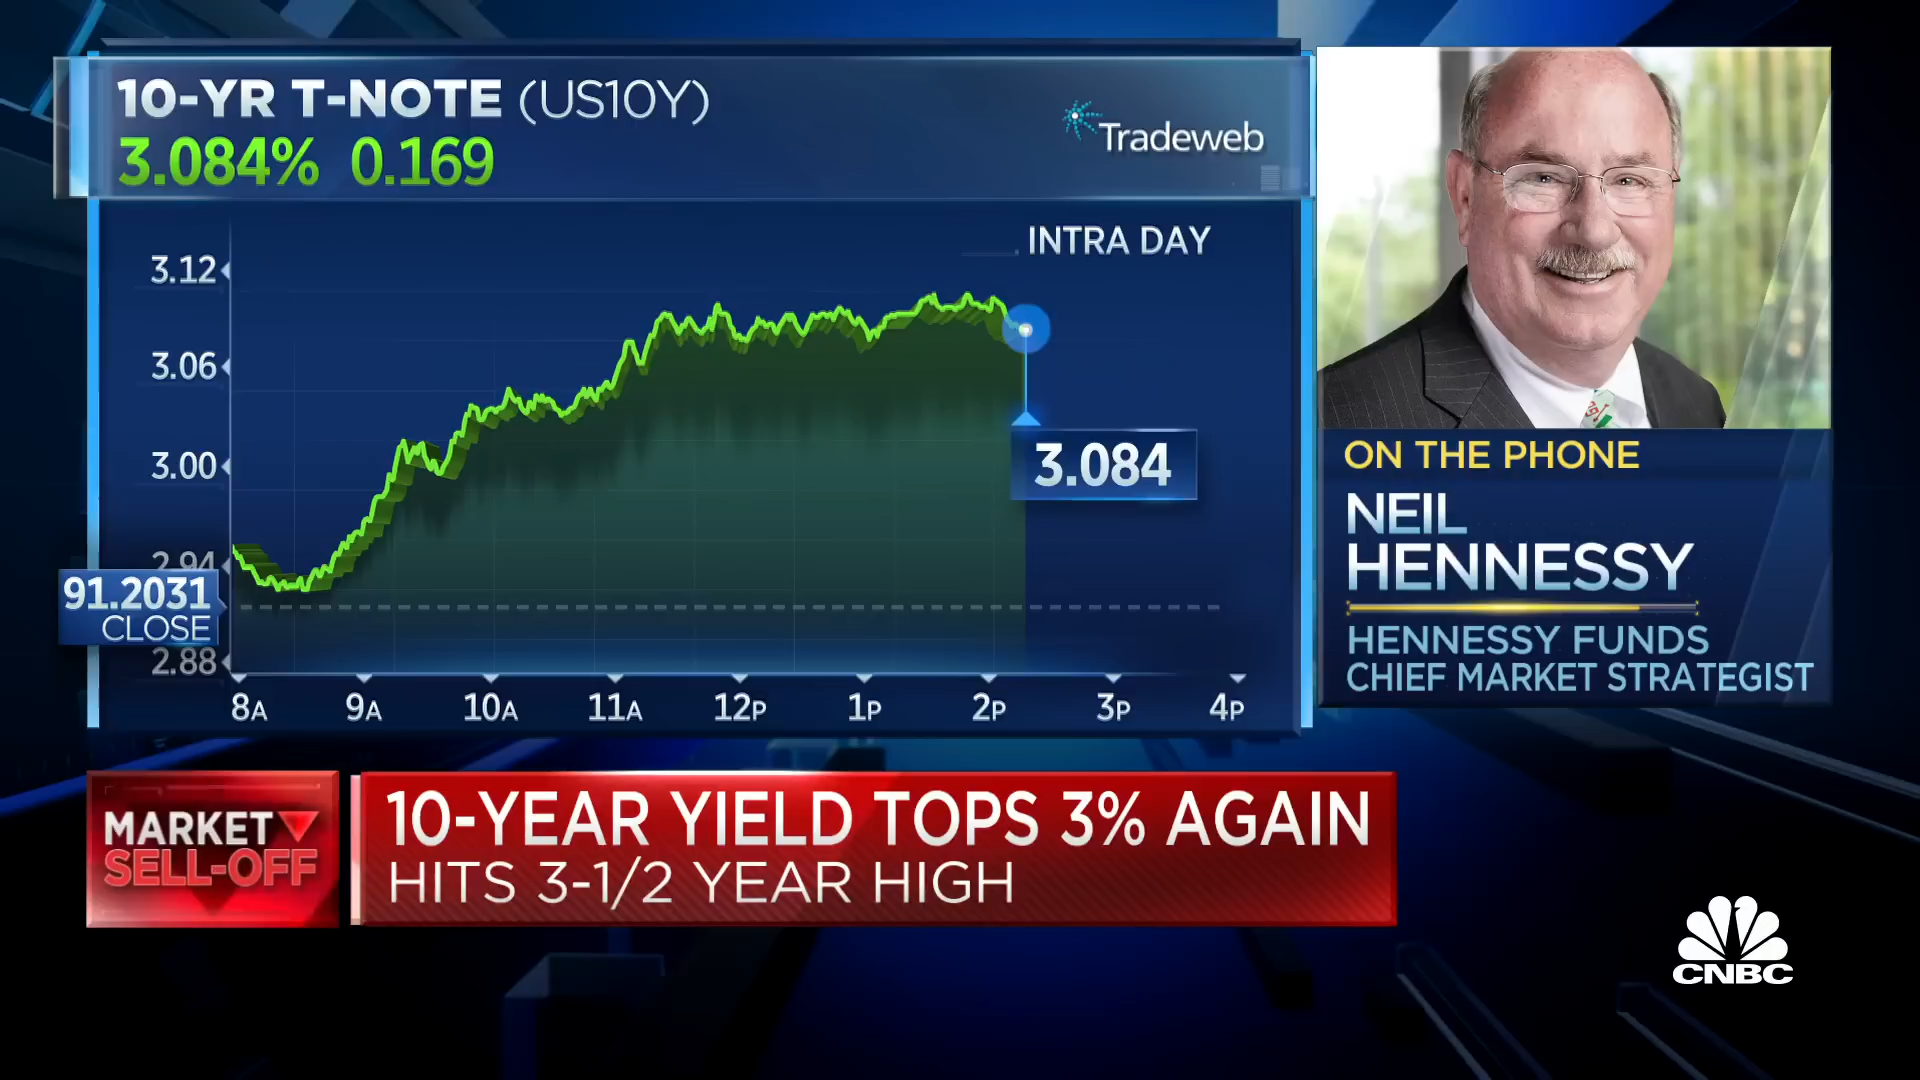 10-YR T-NOTE (US10Y)
3.084% 0.169
Tradeweb
INTRA DAY
3.12
3.06
3.00
2.94
2.88
91.2031
CLOSE
3.084
8A 9A 10A 11A 12P 1P 2P 3P 4P
ON THE PHONE
NEIL
HENNESSY
HENNESSY FUNDS
CHIEF MARKET STRATEGIST
MARKET
SELL-OFF
10-YEAR YIELD TOPS 3% AGAIN
HITS 3-1/2 YEAR HIGH
CNBC